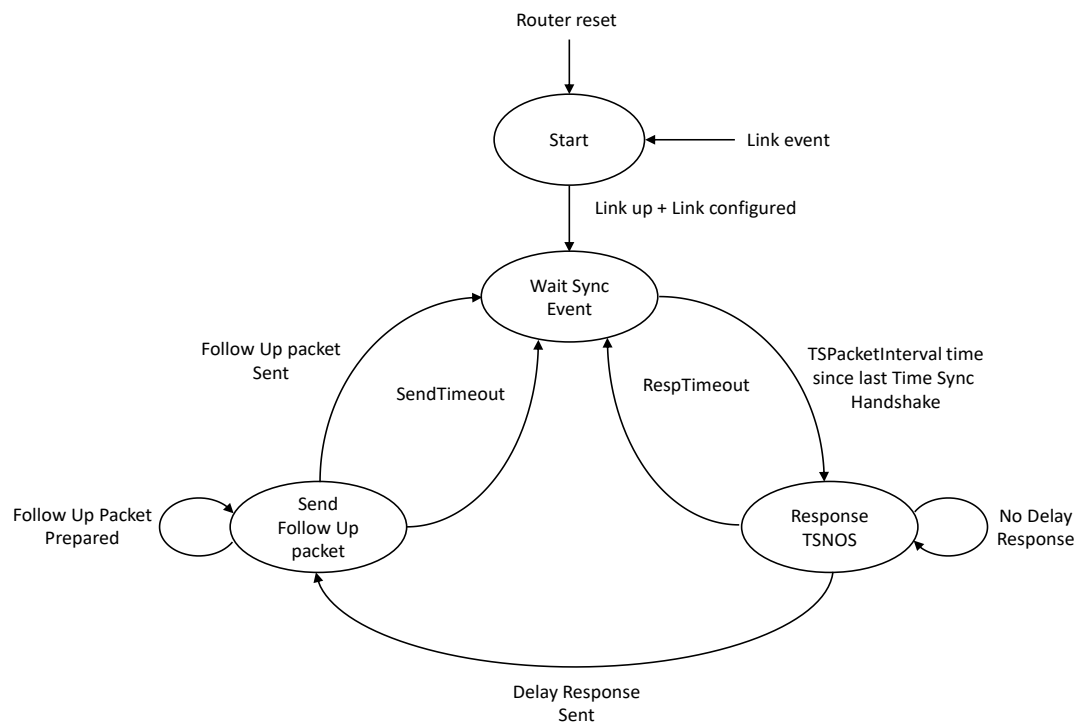 Router reset
Start
Link event
Link up + Link configured
Wait Sync
Event
Follow Up packet
Sent
SendTimeout
RespTimeout
TSPacketInterval time
since last Time Sync
Handshake
Follow Up Packet
Prepared
Send
Follow Up
packet
Response
TSNOS
No Delay
Response
Delay Response
Sent